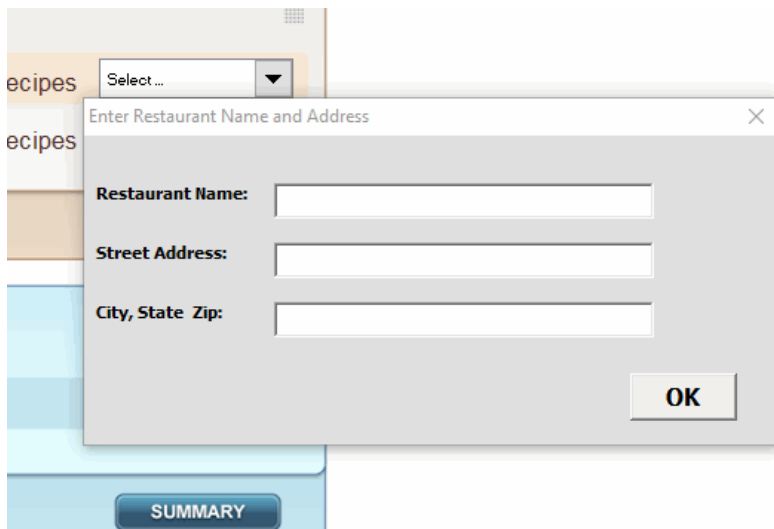 ecipes Select...
Enter Restaurant Name and Address
ecipes
Restaurant Name:
Street Address:
City, State Zip:
OK
SUMMARY